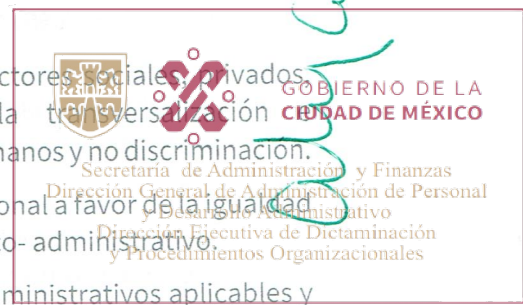 ctores sociales, privados,
GOBIERNO DE LA
la transversalización
CIUDAD DE MÉXICO
nanos y no discriminación.
Secretaría de Administración y Finanzas
Dirección General de Administración de Personal
onal a favor de la igualdad
y Desarrollo Administrativo
o- administrativo.
Dirección Ejecutiva de Dictaminación
y Procedimientos Organizacionales
ministrativos aplicables y